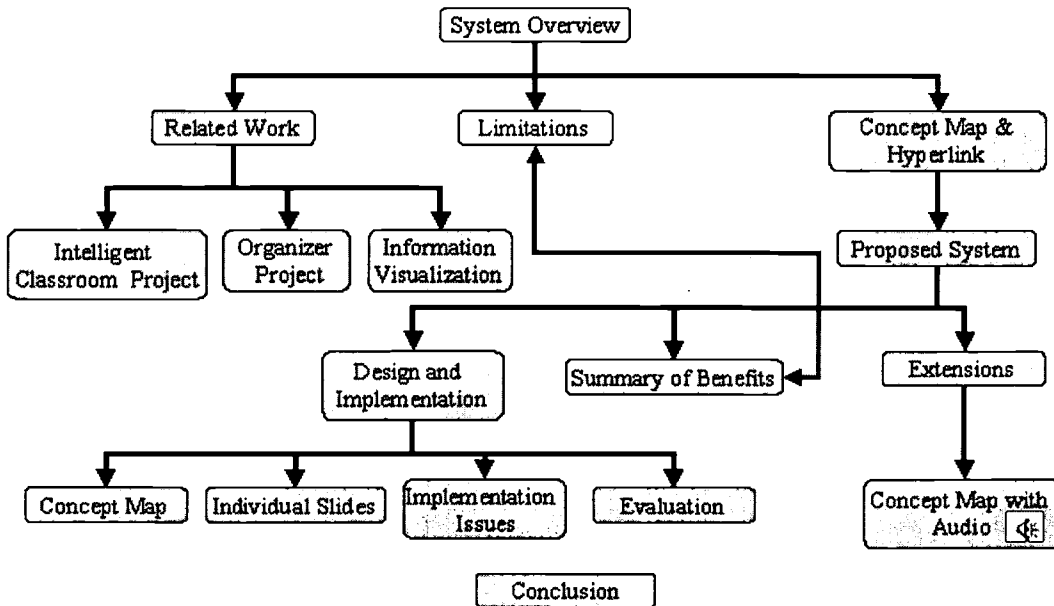 System Overview
Related Work
Limitations
Concept Map &
Hyperlink
Intelligent
Classroom Project
Organizer
Project
Information
Visualization
Proposed System
Design and
Implementation
Summary of Benefits
Extensions
Concept Map
Individual Slides
Implementation
Issues
Evaluation
Concept Map with
Audio
Conclusion